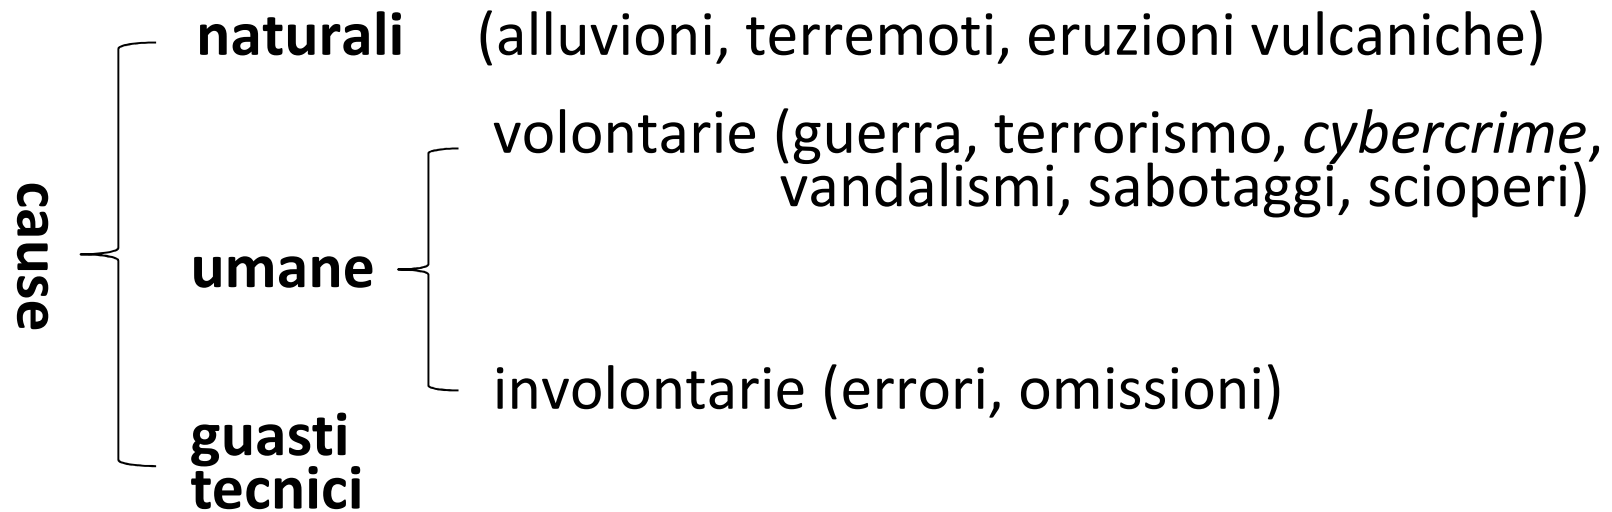 cause
naturali (alluvioni, terremoti, eruzioni vulcaniche)
umane
volontarie (guerra, terrorismo, cybercrime,
vandalismi, sabotaggi, scioperi)
involontarie (errori, omissioni)
guasti
tecnici